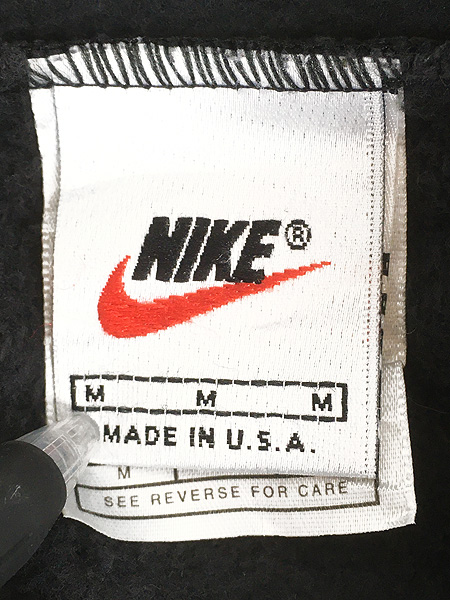 NIKE®
M M M
MADE IN U.S.A.
M
SEE REVERSE FOR CARE